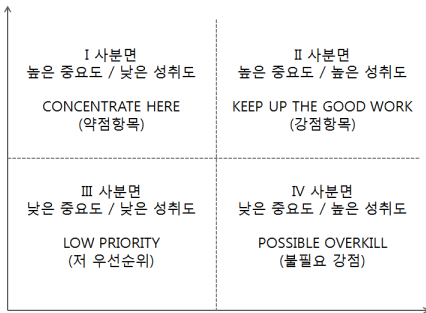 Ⅰ 사분면
높은 중요도 / 낮은 성취도
CONCENTRATE HERE
(약점항목)
Ⅱ 사분면
높은 중요도 / 높은 성취도
KEEP UP THE GOOD WORK
(강점항목)
Ⅲ 사분면
낮은 중요도 / 낮은 성취도
LOW PRIORITY
(저 우선순위)
Ⅳ 사분면
낮은 중요도 / 높은 성취도
POSSIBLE OVERKILL
(불필요 강점)